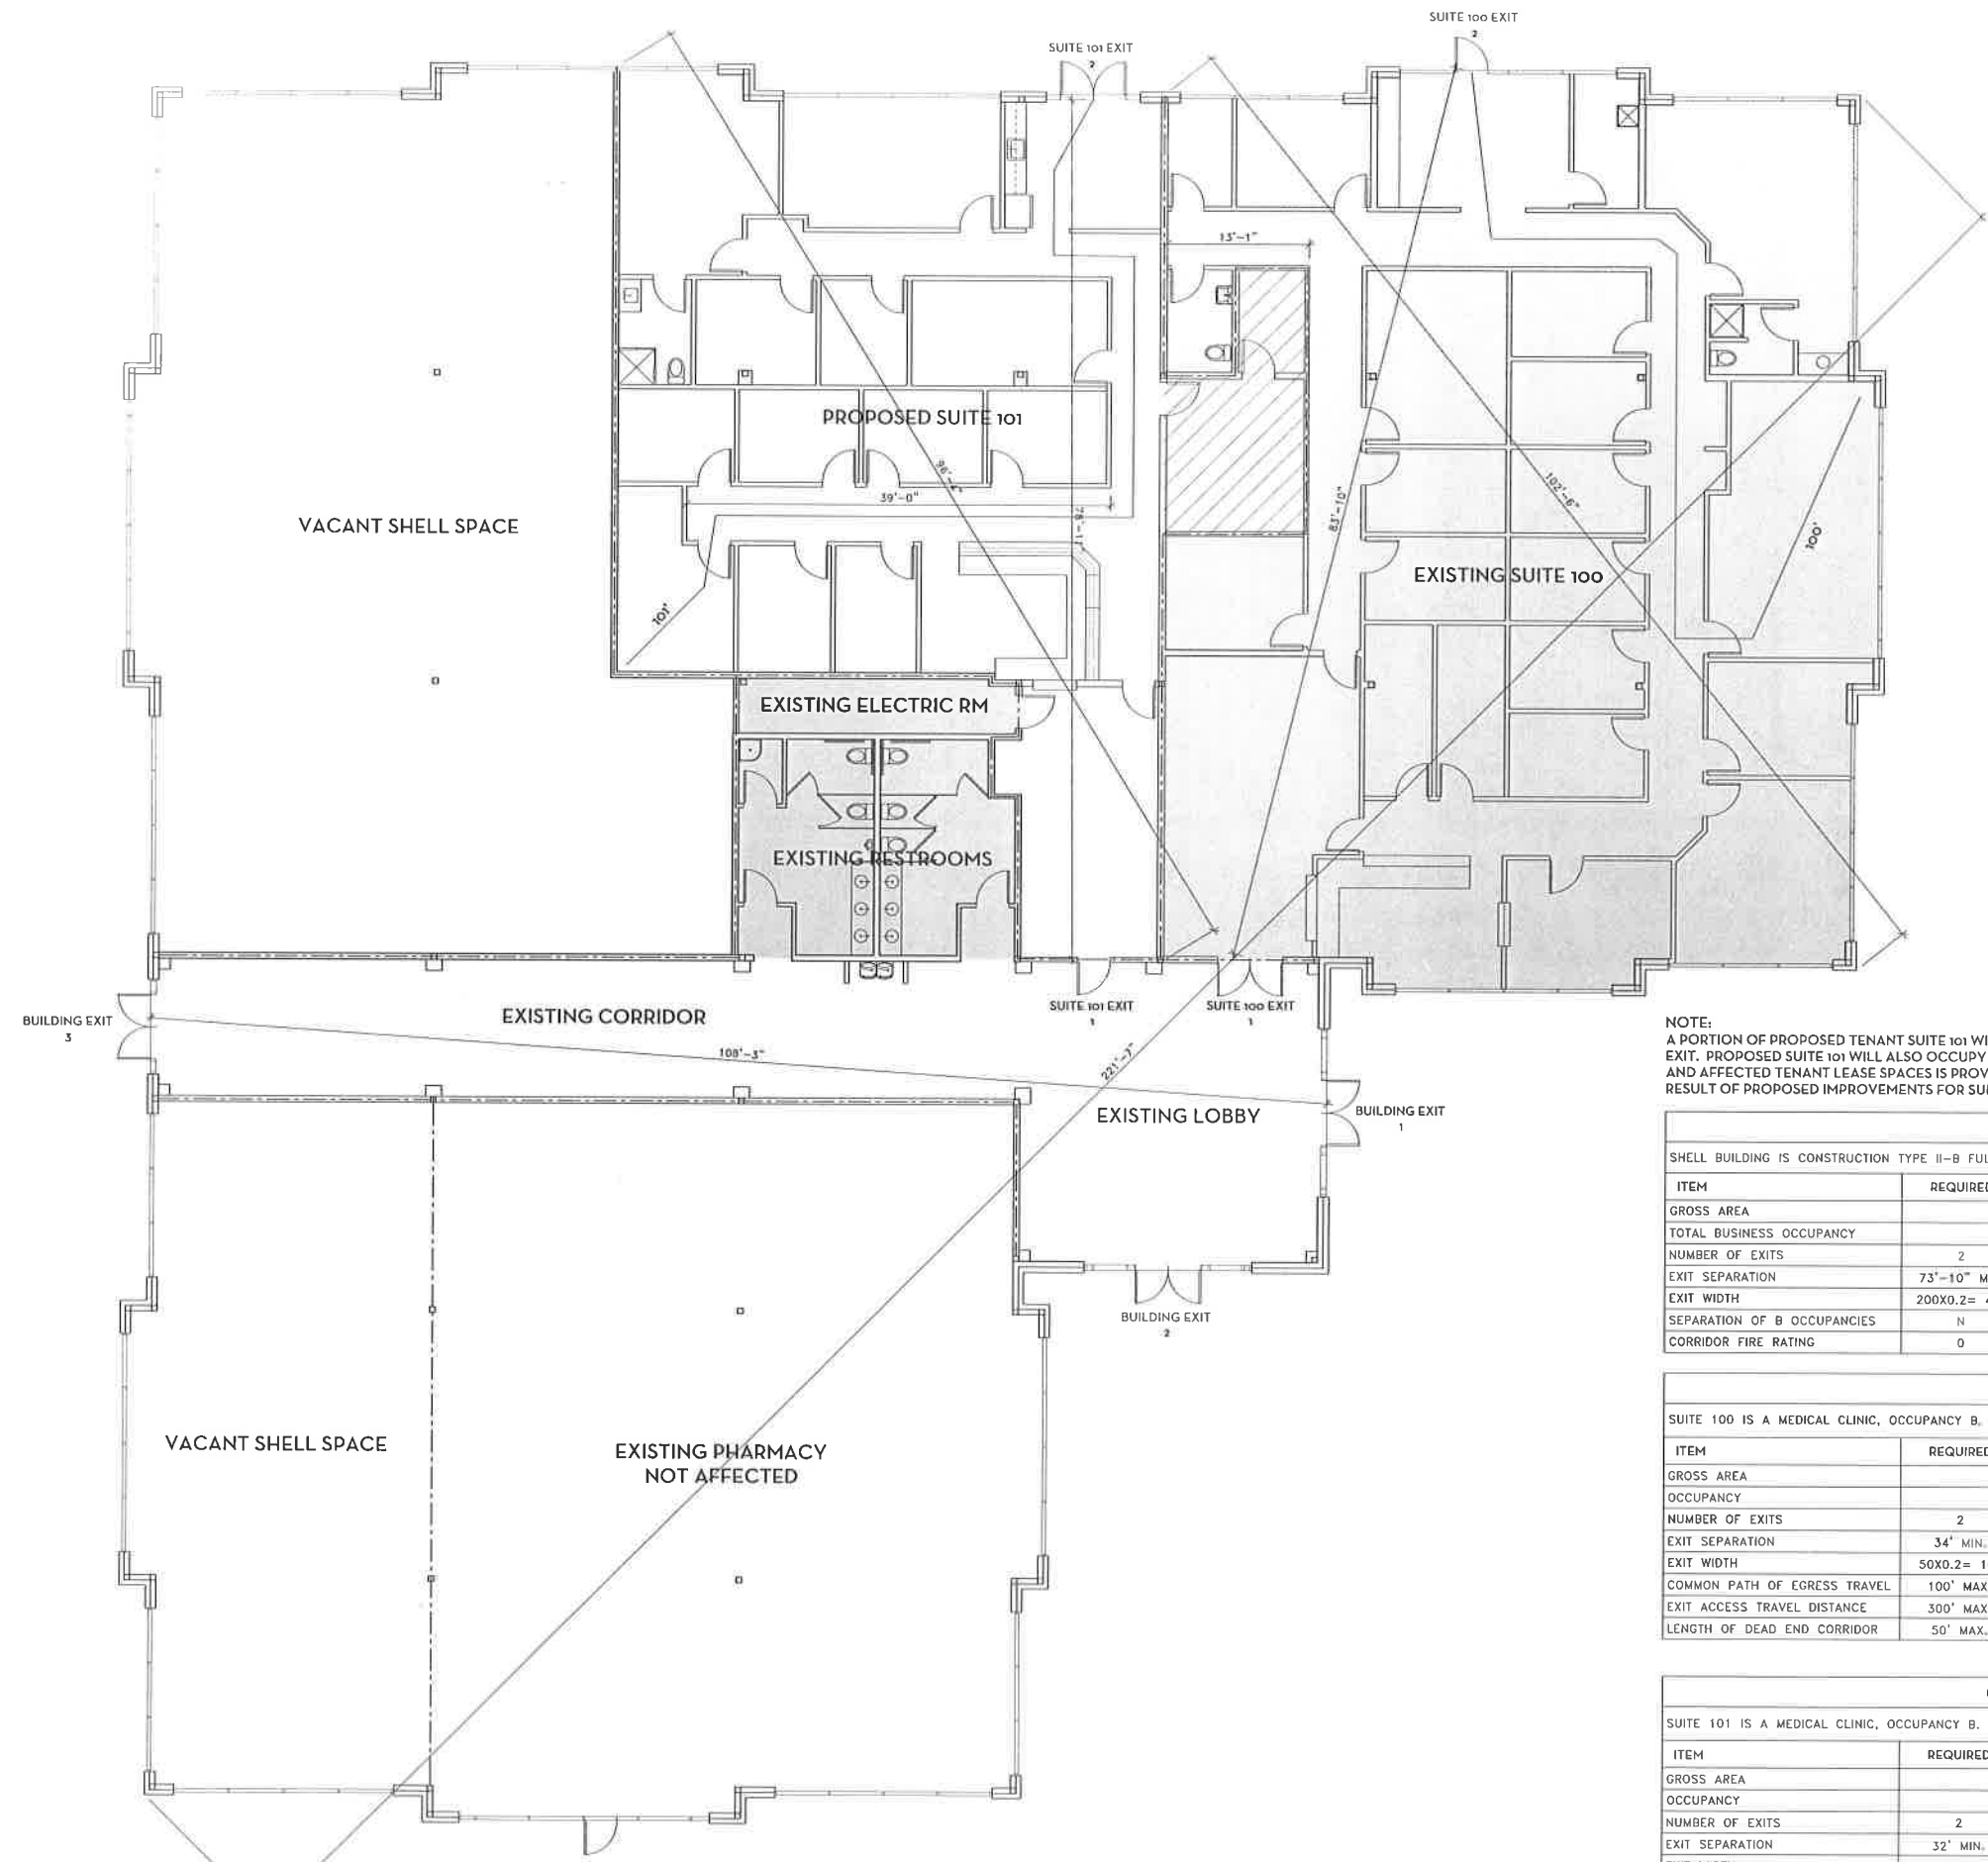 SUITE 100 EXIT
2
SUITE 101 EXIT
2
13'-1"
PROPOSED SUITE 101
39'-0"
83'-10"
102'-6"
100'
VACANT SHELL SPACE
EXISTING SUITE 100
101'
EXISTING ELECTRIC RM
EXISTING RESTROOMS
BUILDING EXIT
3
EXISTING CORRIDOR
SUITE 101 EXIT
1
SUITE 100 EXIT
1
108'-3"
221'-7"
EXISTING LOBBY
BUILDING EXIT
1
BUILDING EXIT
2
VACANT SHELL SPACE
EXISTING PHARMACY
NOT AFFECTED
NOTE:
A PORTION OF PROPOSED TENANT SUITE 101
EXIT. PROPOSED SUITE 101 WILL ALSO OCCUPY
AND AFFECTED TENANT LEASE SPACES IS
RESULT OF PROPOSED IMPROVEMENTS FOR
SHELL BUILDING IS CONSTRUCTION TYPE II-B
ITEM REQUIRED
GROSS AREA
TOTAL BUSINESS OCCUPANCY
NUMBER OF EXITS 2
EXIT SEPARATION 73'-10"
EXIT WIDTH 200X0.2=
SEPARATION OF B OCCUPANCIES N
CORRIDOR FIRE RATING 0
SUITE 100 IS A MEDICAL CLINIC, OCCUPANCY B.
ITEM REQUIRED
GROSS AREA
OCCUPANCY
NUMBER OF EXITS 2
EXIT SEPARATION 34' MIN.
EXIT WIDTH 50X0.2=
COMMON PATH OF EGRESS TRAVEL 100' MAX
EXIT ACCESS TRAVEL DISTANCE 300' MAX
LENGTH OF DEAD END CORRIDOR 50' MAX.
SUITE 101 IS A MEDICAL CLINIC, OCCUPANCY B.
ITEM REQUIRED
GROSS AREA
OCCUPANCY
NUMBER OF EXITS 2
EXIT SEPARATION 32' MIN.